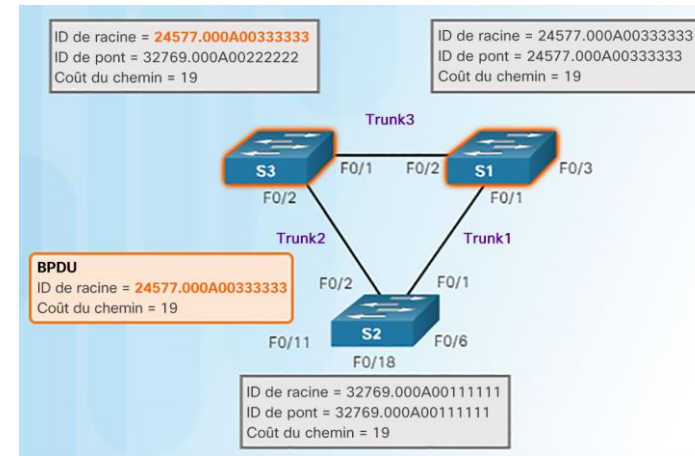 ID de racine = 24577.000A00333333
ID de pont = 32769.000A00222222
Coût du chemin = 19
ID de racine = 24577.000A00333333
ID de pont = 24577.000A00333333
Coût du chemin = 19
Trunk3
S3
F0/1
F0/2
S1
F0/3
F0/2
F0/1
Trunk2
Trunk1
BPDU
ID de racine = 24577.000A00333333
Coût du chemin = 19
F0/2
F0/1
S2
F0/11
F0/6
F0/18
ID de racine = 32769.000A00111111
ID de pont = 32769.000A00111111
Coût du chemin = 19